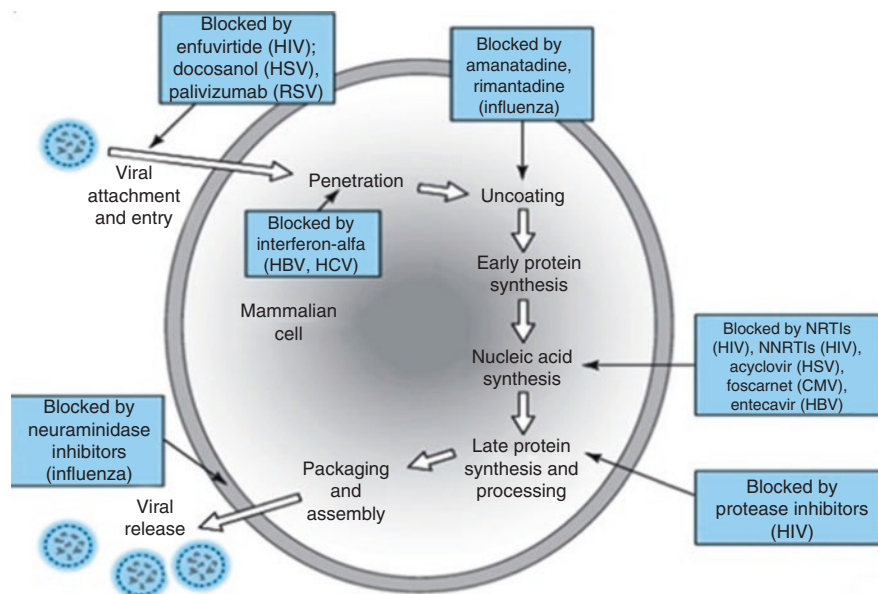 Blocked by
enfuvirtide (HIV);
docosanol (HSV),
palivizumab (RSV)
Blocked by
amanatadine,
rimantadine
(influenza)
Viral
attachment
and entry
Penetration
Uncoating
Blocked by
interferon-alfa
(HBV, HCV)
Early protein
synthesis
Mammalian
cell
Nucleic acid
synthesis
Blocked by NRTIs
(HIV), NNRTIs (HIV),
acyclovir (HSV),
foscarnet (CMV),
entecavir (HBV)
Blocked by
neuraminidase
inhibitors
(influenza)
Late protein
synthesis and
processing
Packaging
and
assembly
Blocked by
protease inhibitors
(HIV)
Viral
release